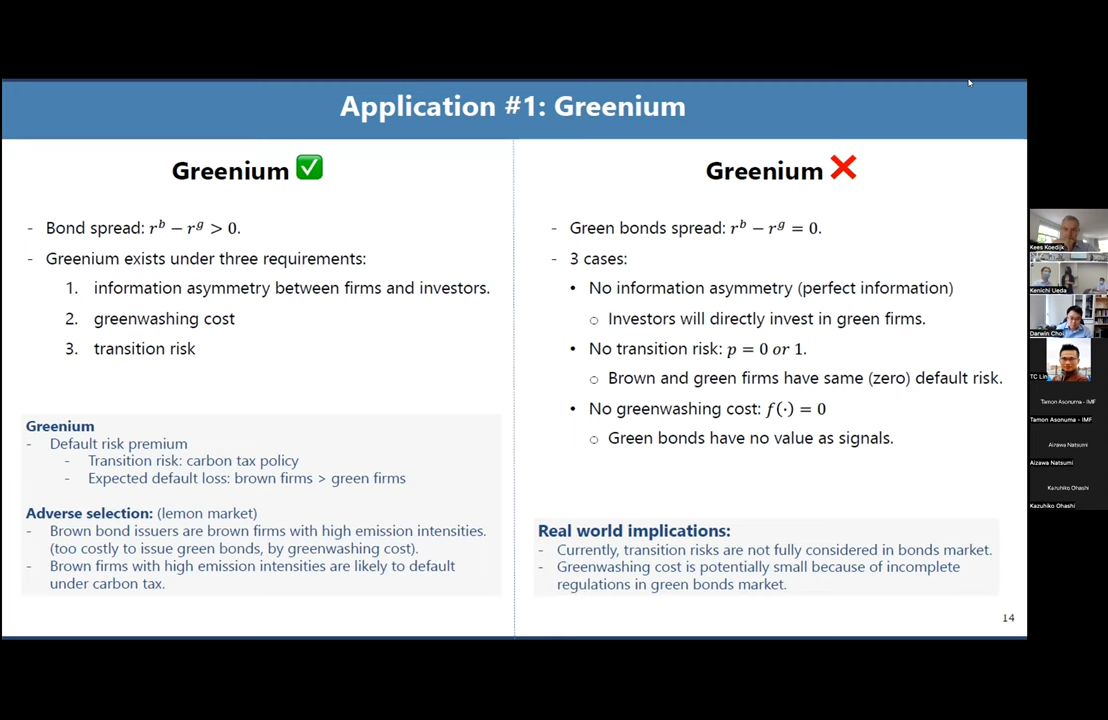 Application #1: Greenium
Greenium ✅
- Bond spread: r^b − r^g > 0.
- Greenium exists under three requirements:
1. information asymmetry between firms and investors.
2. greenwashing cost
3. transition risk
Greenium
- Default risk premium
- Transition risk: carbon tax policy
- Expected default loss: brown firms > green firms
Adverse selection: (lemon market)
- Brown bond issuers are brown firms with high emission intensities.
(too costly to issue green bonds, by greenwashing cost).
- Brown firms with high emission intensities are likely to default
under carbon tax.
Greenium ❌
- Green bonds spread: r^b − r^g = 0.
- 3 cases:
• No information asymmetry (perfect information)
○ Investors will directly invest in green firms.
• No transition risk: p = 0 or 1.
○ Brown and green firms have same (zero) default risk.
• No greenwashing cost: f(·) = 0
○ Green bonds have no value as signals.
Real world implications:
- Currently, transition risks are not fully considered in bonds market.
- Greenwashing cost is potentially small because of incomplete
regulations in green bonds market.
14
Kees Koedijk
Kenichi Ueda
Darwin Choi
TC Lin
Tamon Asonuma - IMF
Tamon Asonuma - IMF
Aizawa Natsumi
Aizawa Natsumi
Kazuhiko Ohashi
Kazuhiko Ohashi